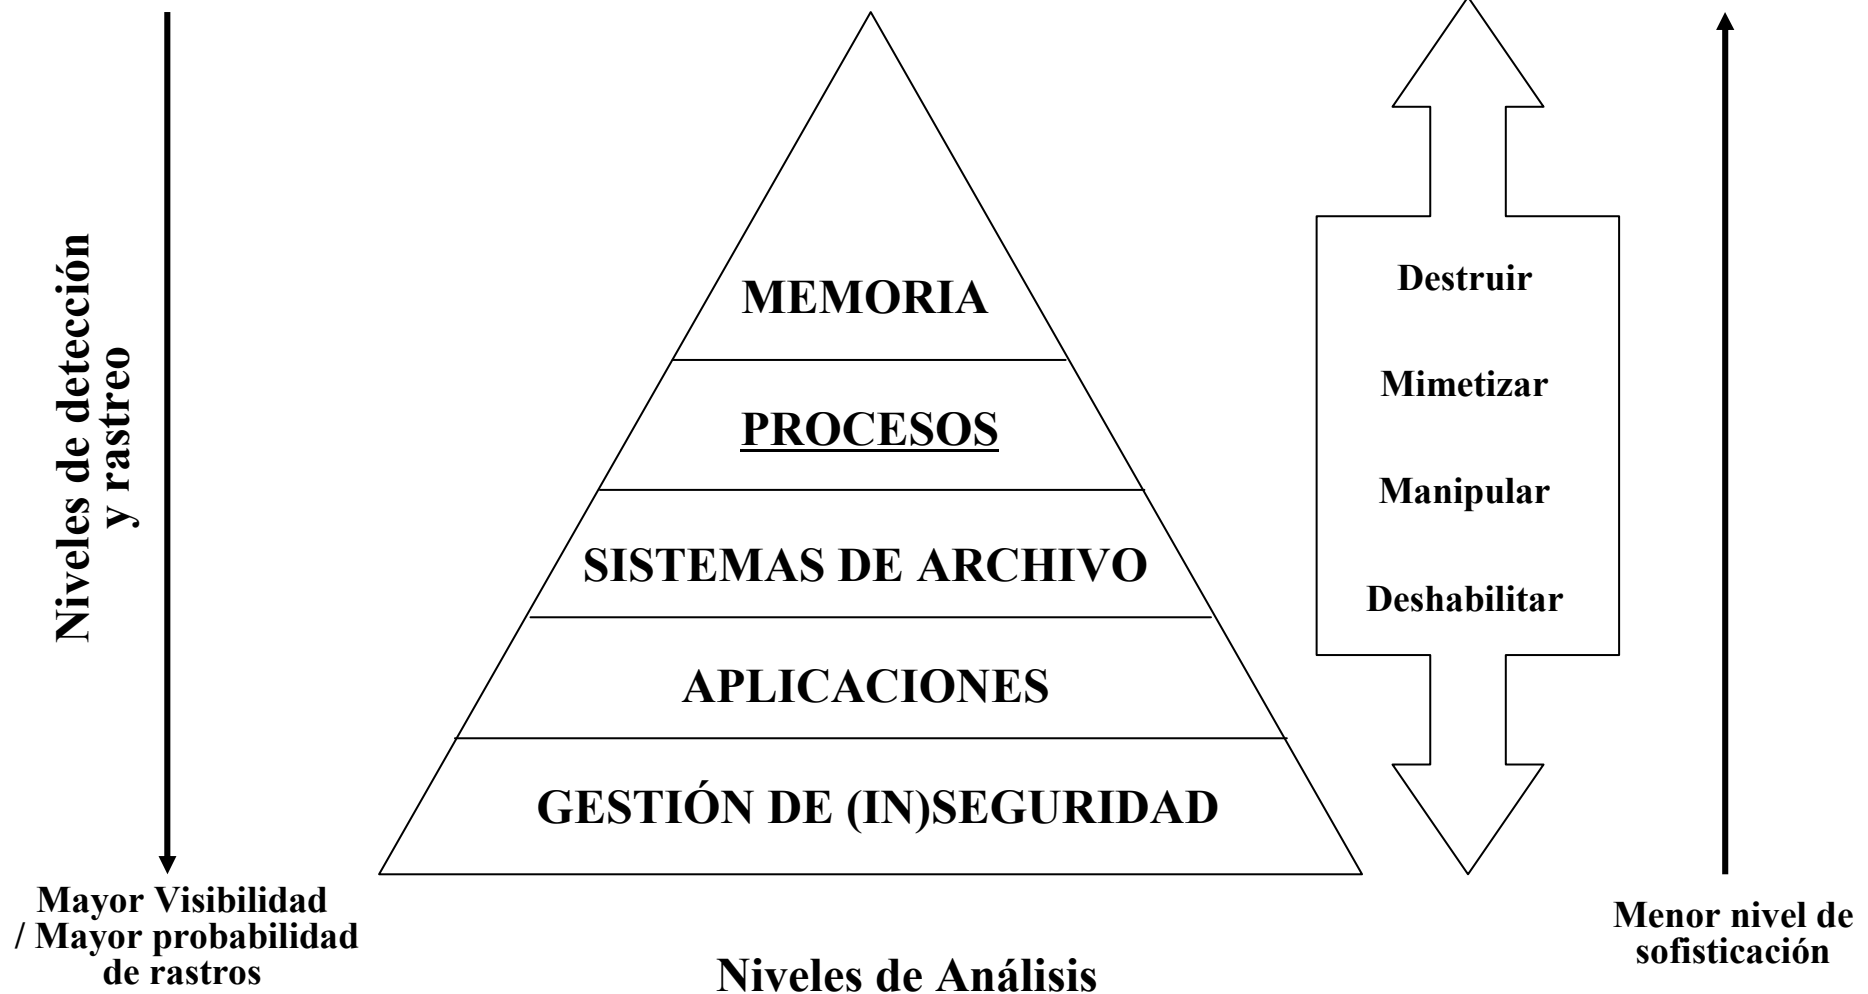 Niveles de detección
y rastreo
Mayor Visibilidad
/ Mayor probabilidad
de rastros
MEMORIA
PROCESOS
SISTEMAS DE ARCHIVO
APLICACIONES
GESTIÓN DE (IN)SEGURIDAD
Niveles de Análisis
Destruir
Mimetizar
Manipular
Deshabilitar
Menor nivel de
sofisticación